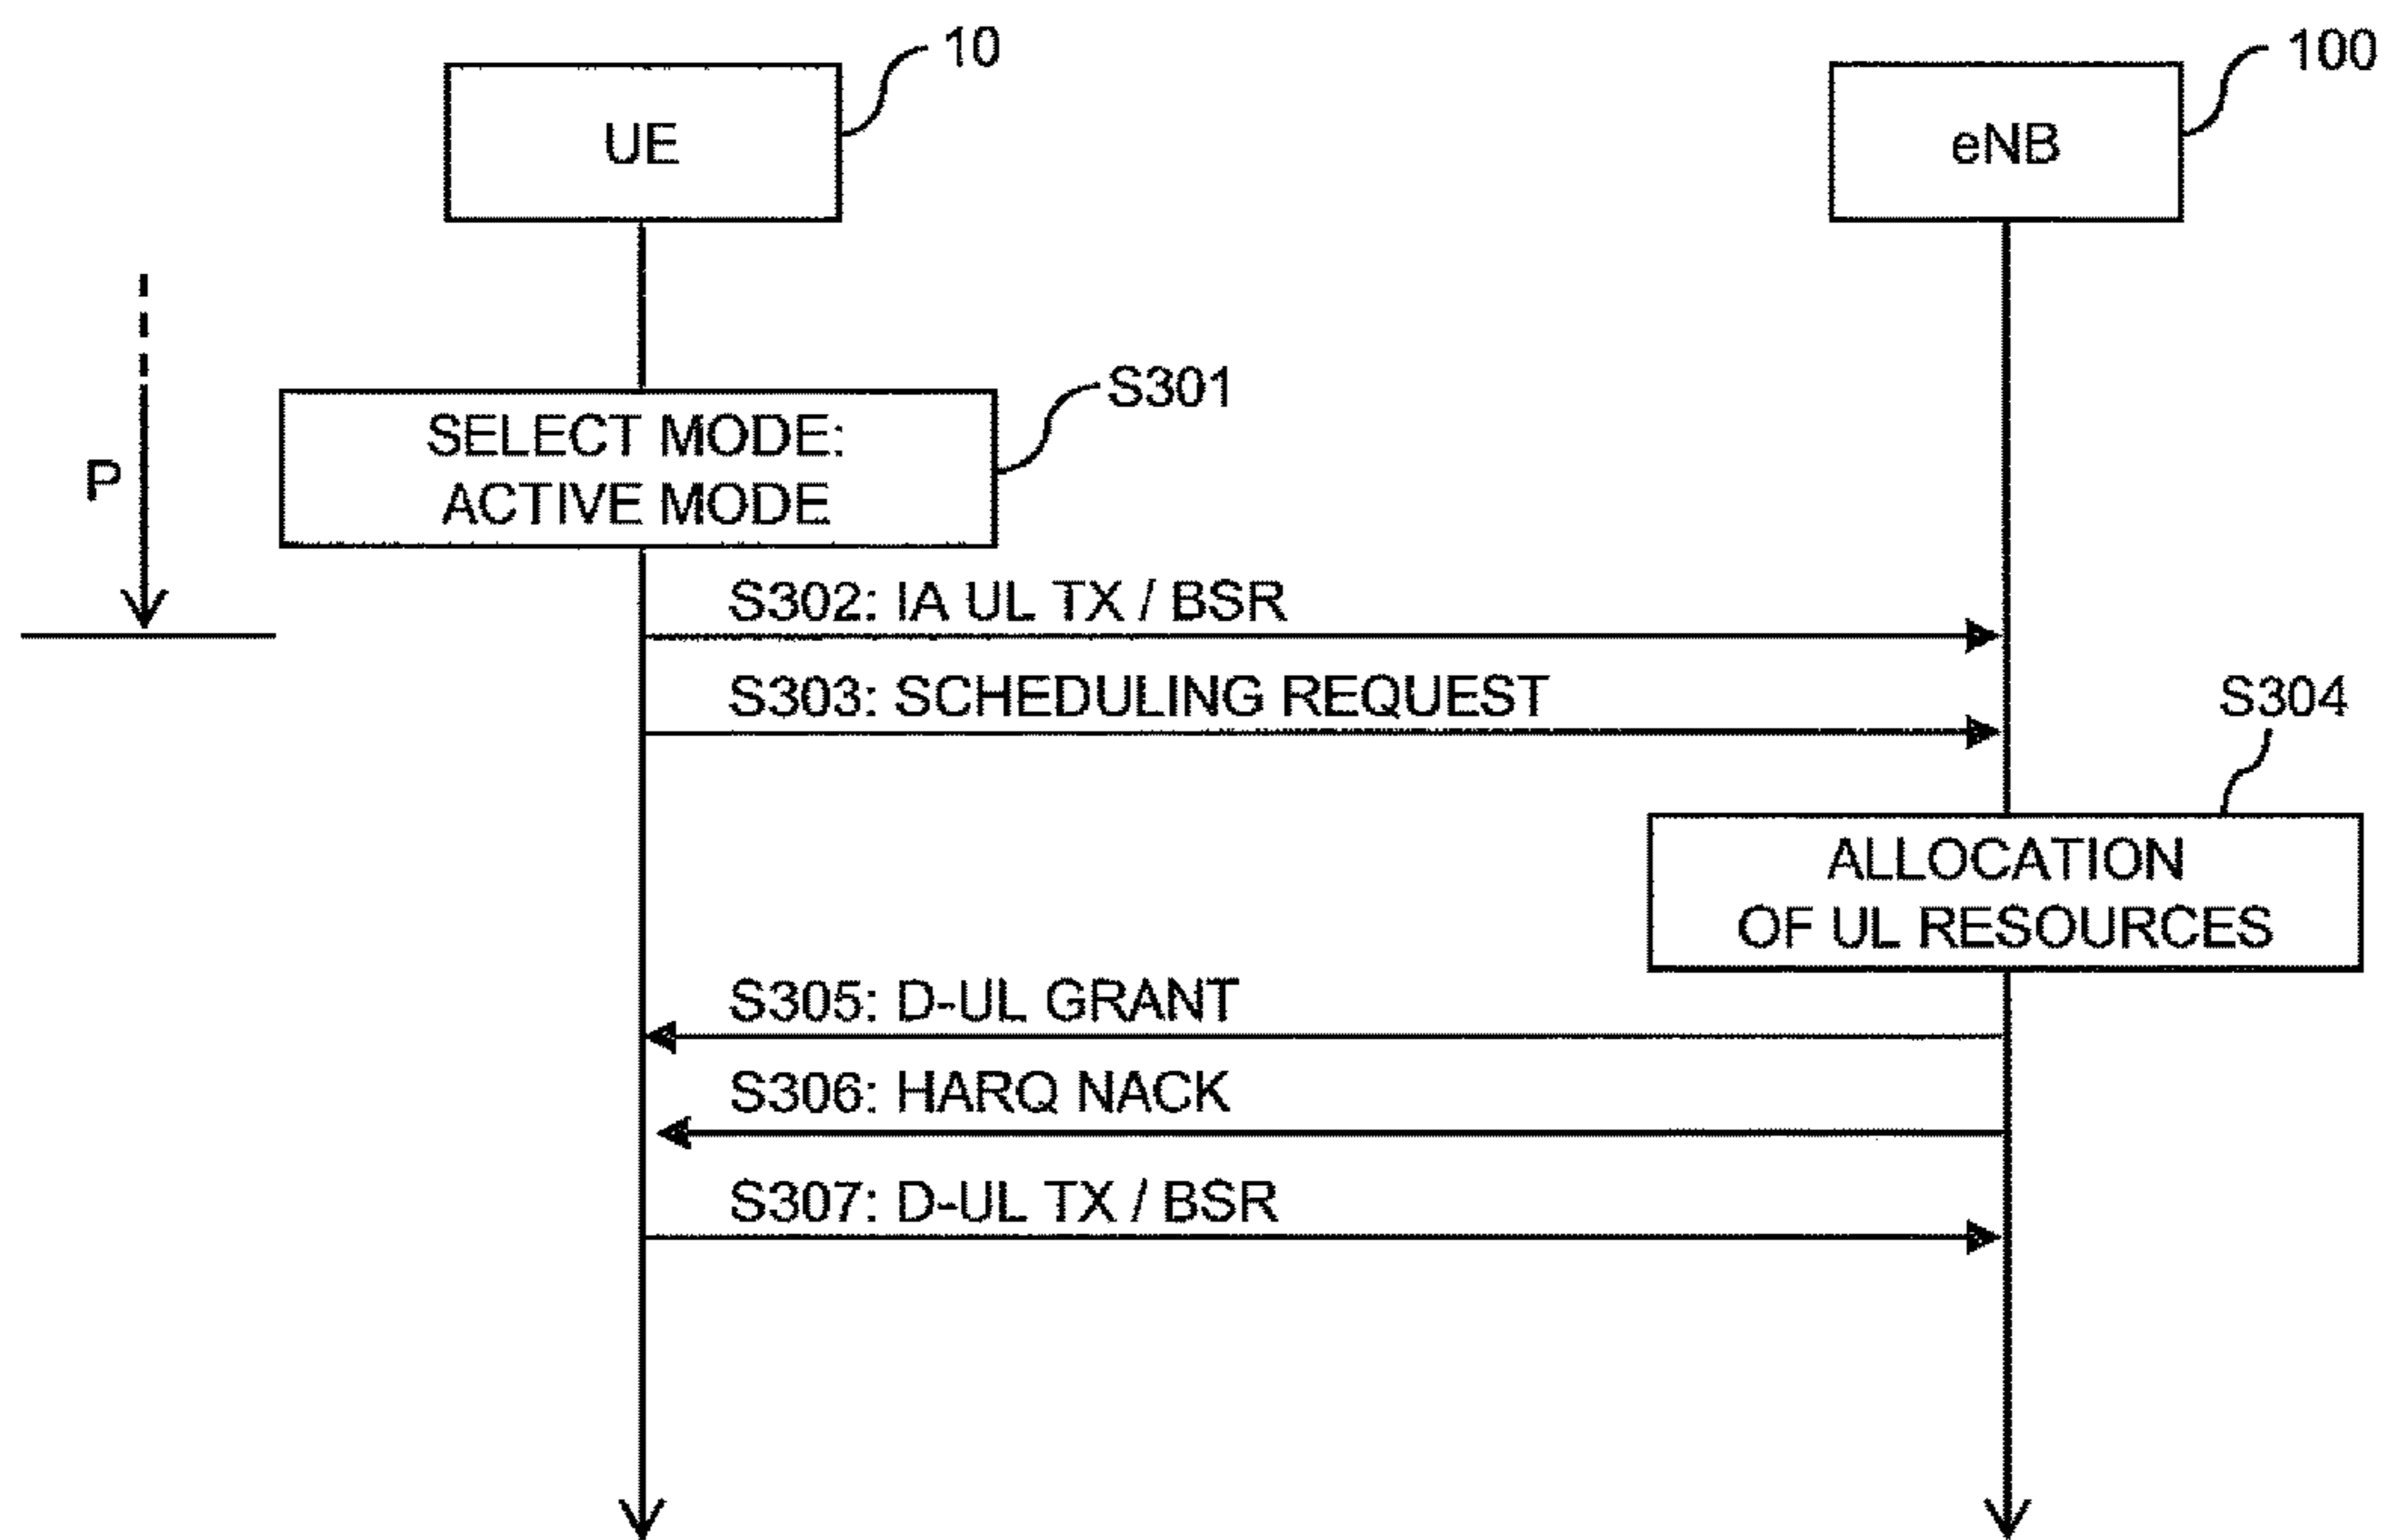 10
100
UE
eNB
S301
SELECT MODE:
ACTIVE MODE
P
S302: IA UL TX / BSR
S303: SCHEDULING REQUEST
S304
ALLOCATION
OF UL RESOURCES
S305: D-UL GRANT
S306: HARQ NACK
S307: D-UL TX / BSR